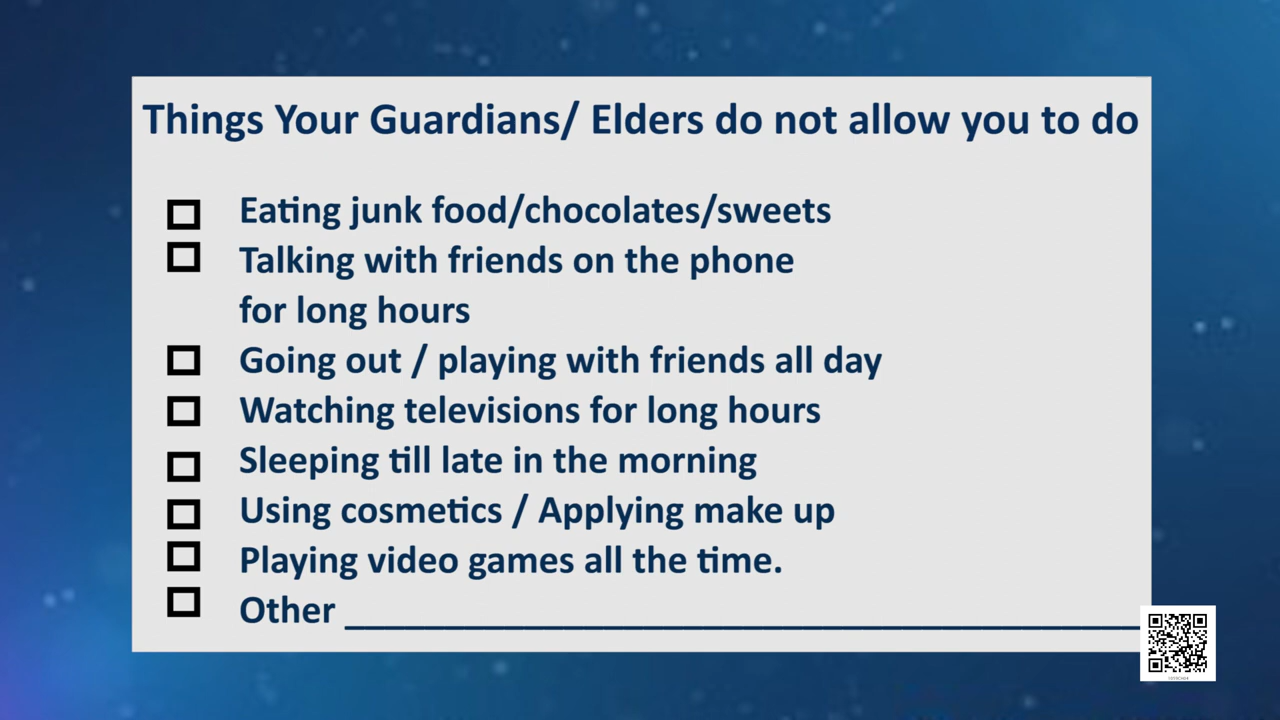 Things Your Guardians/ Elders do not allow you to do
Eating junk food/chocolates/sweets
Talking with friends on the phone
for long hours
Going out / playing with friends all day
Watching televisions for long hours
Sleeping till late in the morning
Using cosmetics / Applying make up
Playing video games all the time.
Other ________________________________________